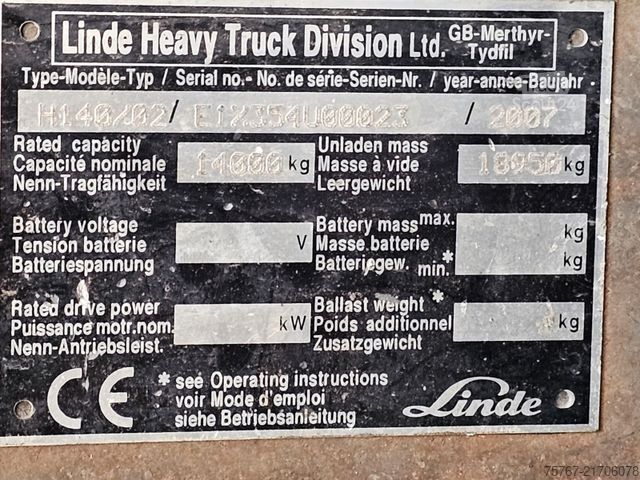 Linde Heavy Truck Division Ltd. GB-Merthyr-Tydfil
Type-Modèle-Typ / Serial no.- No. de série-Serien-Nr. / year-année-Baujahr
H140/02 / E1X354U00023 / 2007
Rated capacity
Capacité nominale 14000 kg
Nenn-Tragfähigkeit
Unladen mass
Masse à vide 18950 kg
Leergewicht
Battery voltage
Tension batterie V
Batteriespannung
Battery mass max. kg
Masse.batterie
Batteriegew. min.* kg
Rated drive power
Puissance motr.nom. kW
Nenn-Antriebsleist.
Ballast weight *
Poids additionnel kg
Zusatzgewicht
CE
* see Operating instructions
voir Mode d'emploi
siehe Betriebsanleitung
Linde
75767-21706078